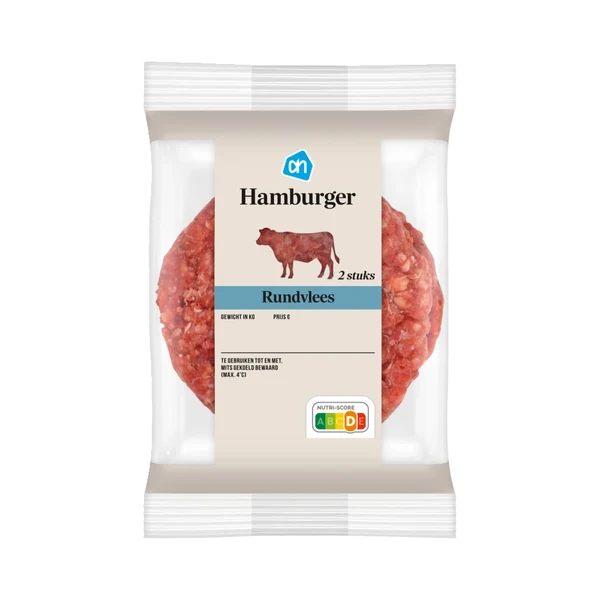 ah
Hamburger
2 stuks
Rundvlees
GEWICHT IN KG PRIJS €
TE GEBRUIKEN TOT EN MET,
MITS GEKOELD BEWAARD
(MAX. 4°C)
NUTRI-SCORE
A B C D E